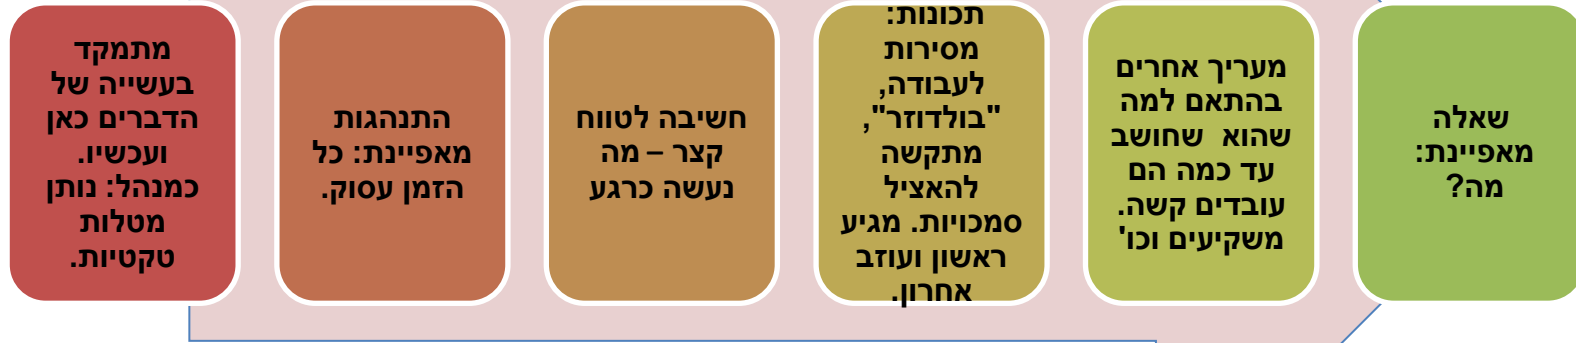 שאלה
מאפיינת:
מה?
מעריך אחרים
בהתאם למה
שהוא שחושב
עד כמה הם
עובדים קשה.
משקיעים וכו'
תכונות:
מסירות
לעבודה,
"בולדוזר",
מתקשה
להאציל
סמכויות. מגיע
ראשון ועוזב
אחרון.
חשיבה לטווח
קצר – מה
נעשה כרגע
התנהגות
מאפיינת: כל
הזמן עסוק.
מתמקד
בעשייה של
הדברים כאן
ועכשיו.
כמנהל: נותן
מטלות
טקטיות.